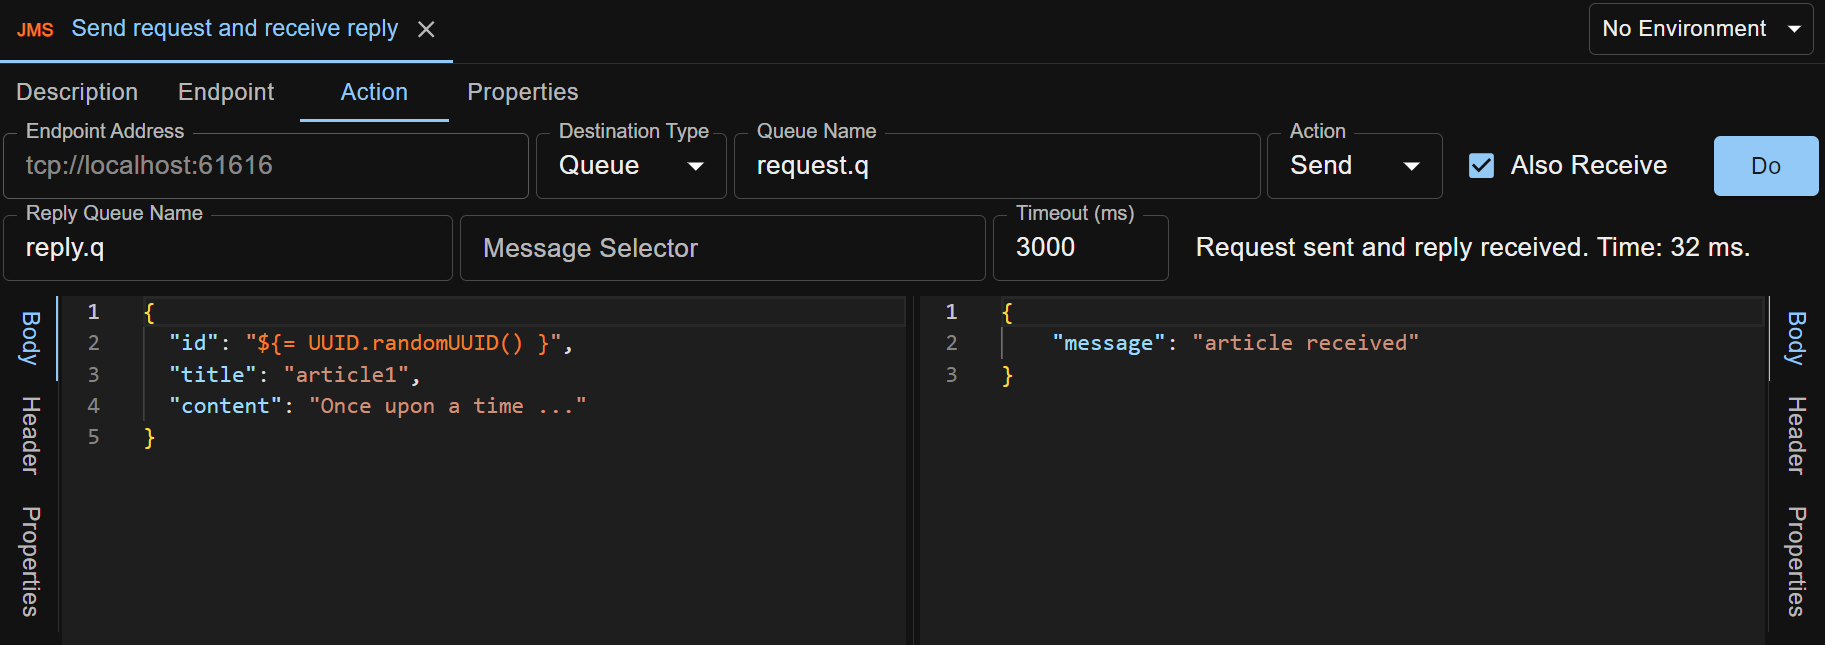 JMS Send request and receive reply
No Environment
Description Endpoint Action Properties
Endpoint Address
tcp://localhost:61616
Destination Type
Queue
Queue Name
request.q
Action
Send
Also Receive
Do
Reply Queue Name
reply.q
Message Selector
Timeout (ms)
3000
Request sent and reply received. Time: 32 ms.
Body
Header
Properties
1 {
2 "id": "${= UUID.randomUUID() }",
3 "title": "article1",
4 "content": "Once upon a time ..."
5 }
1 {
2 "message": "article received"
3 }
Body
Header
Properties